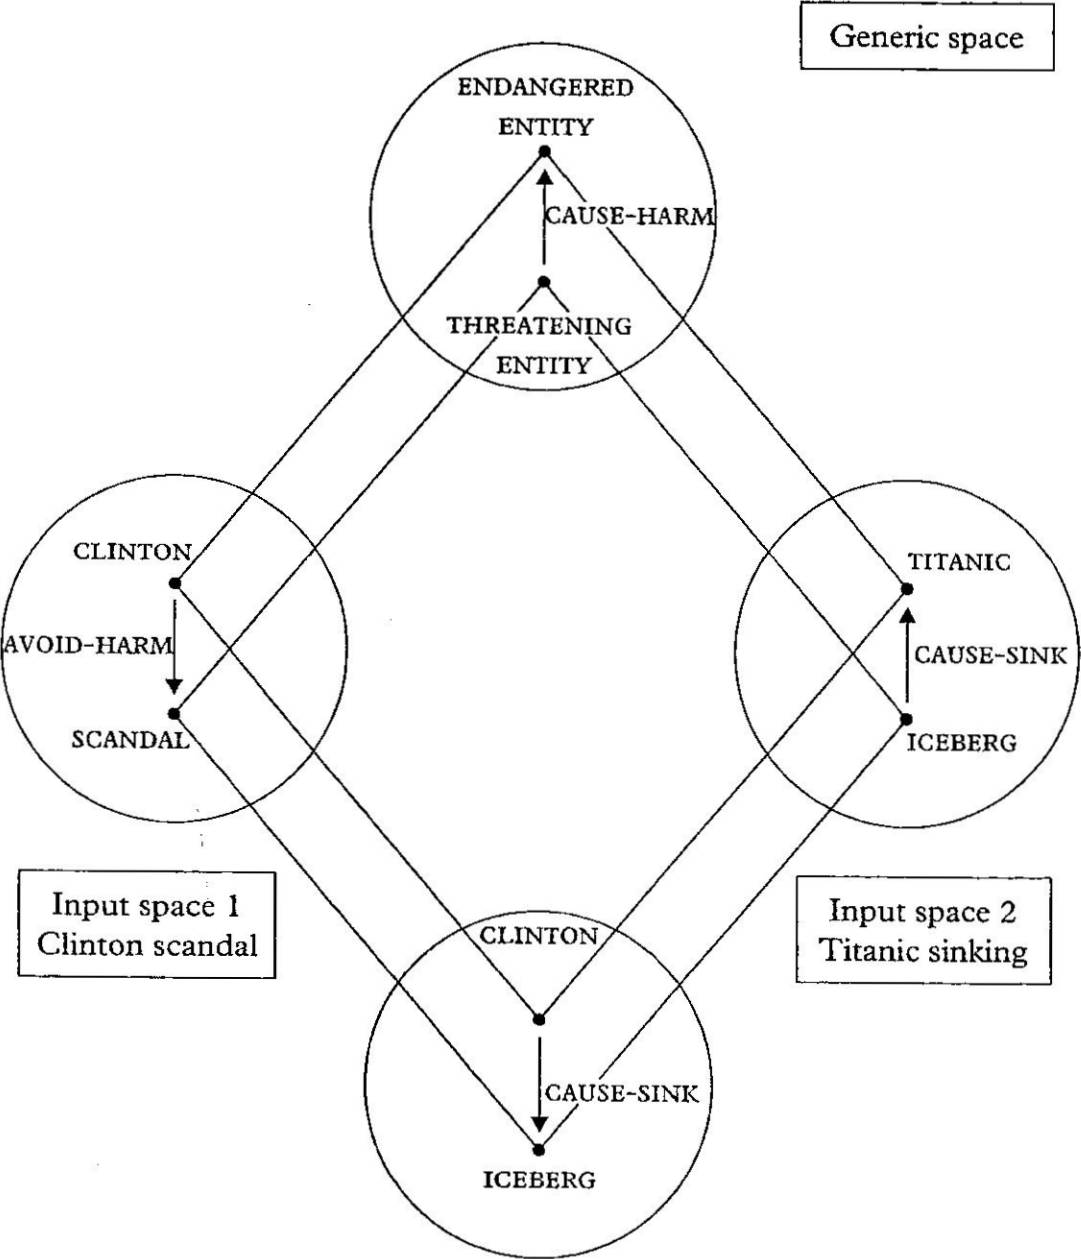 Generic space
ENDANGERED
ENTITY
CAUSE-HARM
THREATENING
ENTITY
CLINTON
AVOID-HARM
SCANDAL
TITANIC
CAUSE-SINK
ICEBERG
Input space 1
Clinton scandal
Input space 2
Titanic sinking
CLINTON
CAUSE-SINK
ICEBERG